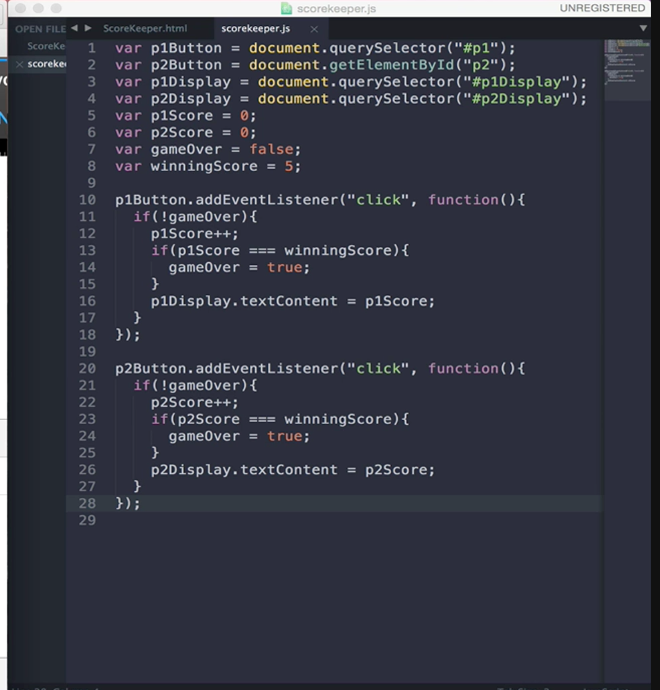 scorekeeper.js
UNREGISTERED
OPEN FILE
ScoreKeeper.html
scorekeeper.js
ScoreKe
scorekee
1 var p1Button = document.querySelector("#p1");
2 var p2Button = document.getElementById("p2");
3 var p1Display = document.querySelector("#p1Display");
4 var p2Display = document.querySelector("#p2Display");
5 var p1Score = 0;
6 var p2Score = 0;
7 var gameOver = false;
8 var winningScore = 5;
9
10 p1Button.addEventListener("click", function(){
11   if(!gameOver){
12     p1Score++;
13     if(p1Score === winningScore){
14       gameOver = true;
15     }
16     p1Display.textContent = p1Score;
17   }
18 });
19
20 p2Button.addEventListener("click", function(){
21   if(!gameOver){
22     p2Score++;
23     if(p2Score === winningScore){
24       gameOver = true;
25     }
26     p2Display.textContent = p2Score;
27   }
28 });
29